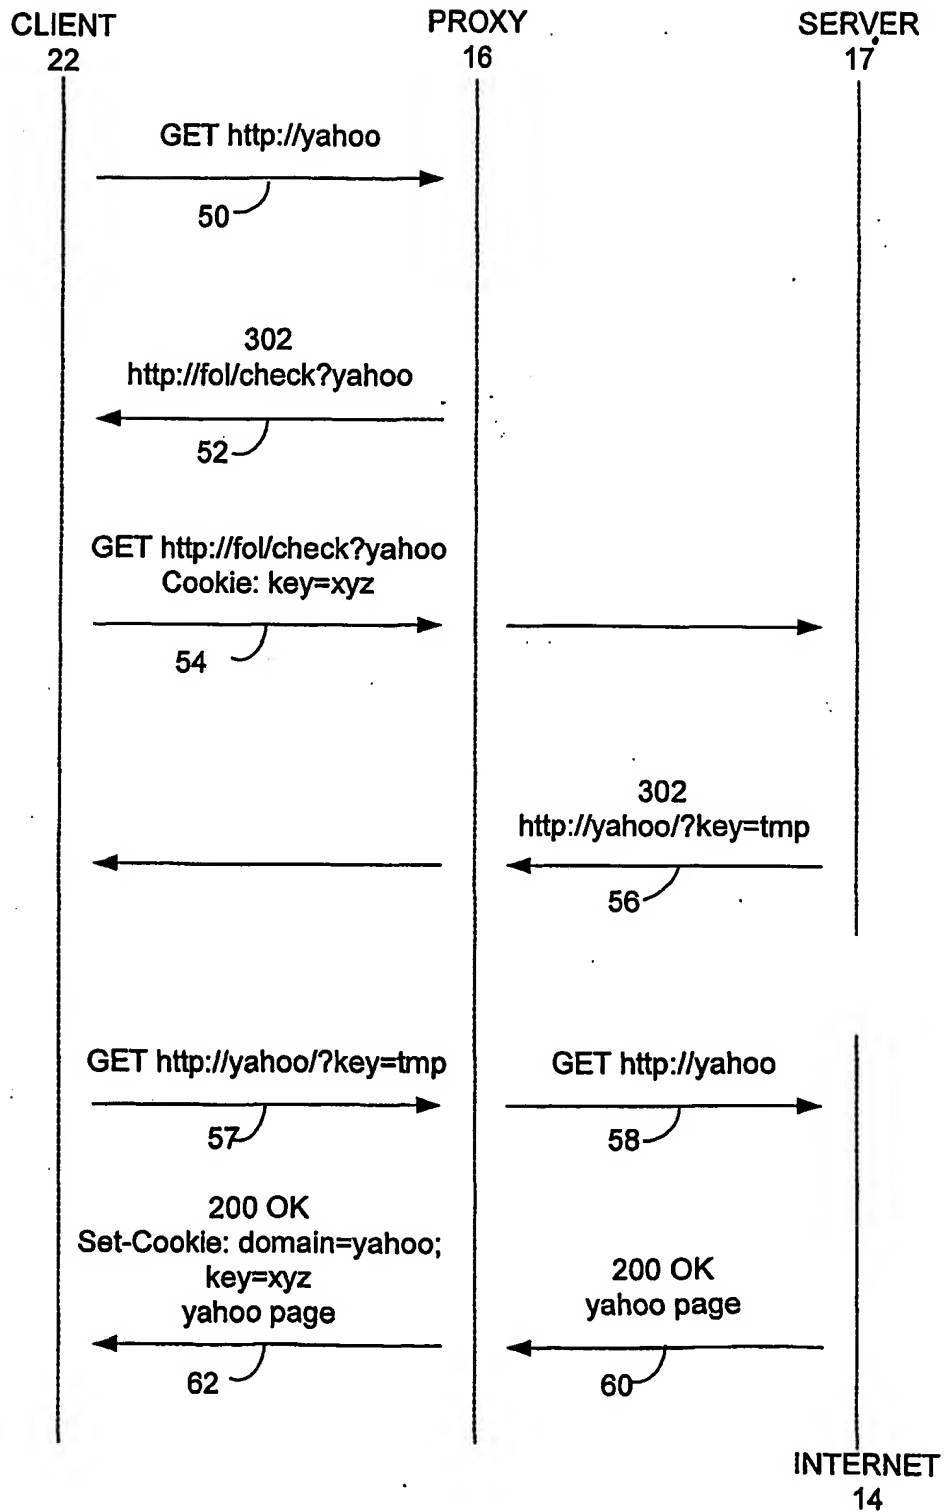 CLIENT
22
PROXY
16
SERVER
17
GET http://yahoo
50
302
http://fol/check?yahoo
52
GET http://fol/check?yahoo
Cookie: key=xyz
54
302
http://yahoo/?key=tmp
56
GET http://yahoo/?key=tmp
57
GET http://yahoo
58
200 OK
Set-Cookie: domain=yahoo;
key=xyz
yahoo page
62
200 OK
yahoo page
60
INTERNET
14